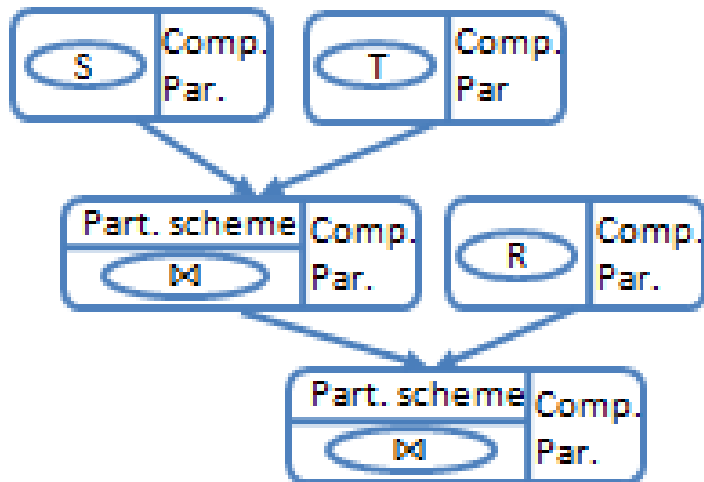 S
Comp.
Par.
T
Comp.
Par
Part. scheme
⋈
Comp.
Par.
R
Comp.
Par.
Part. scheme
⋈
Comp.
Par.